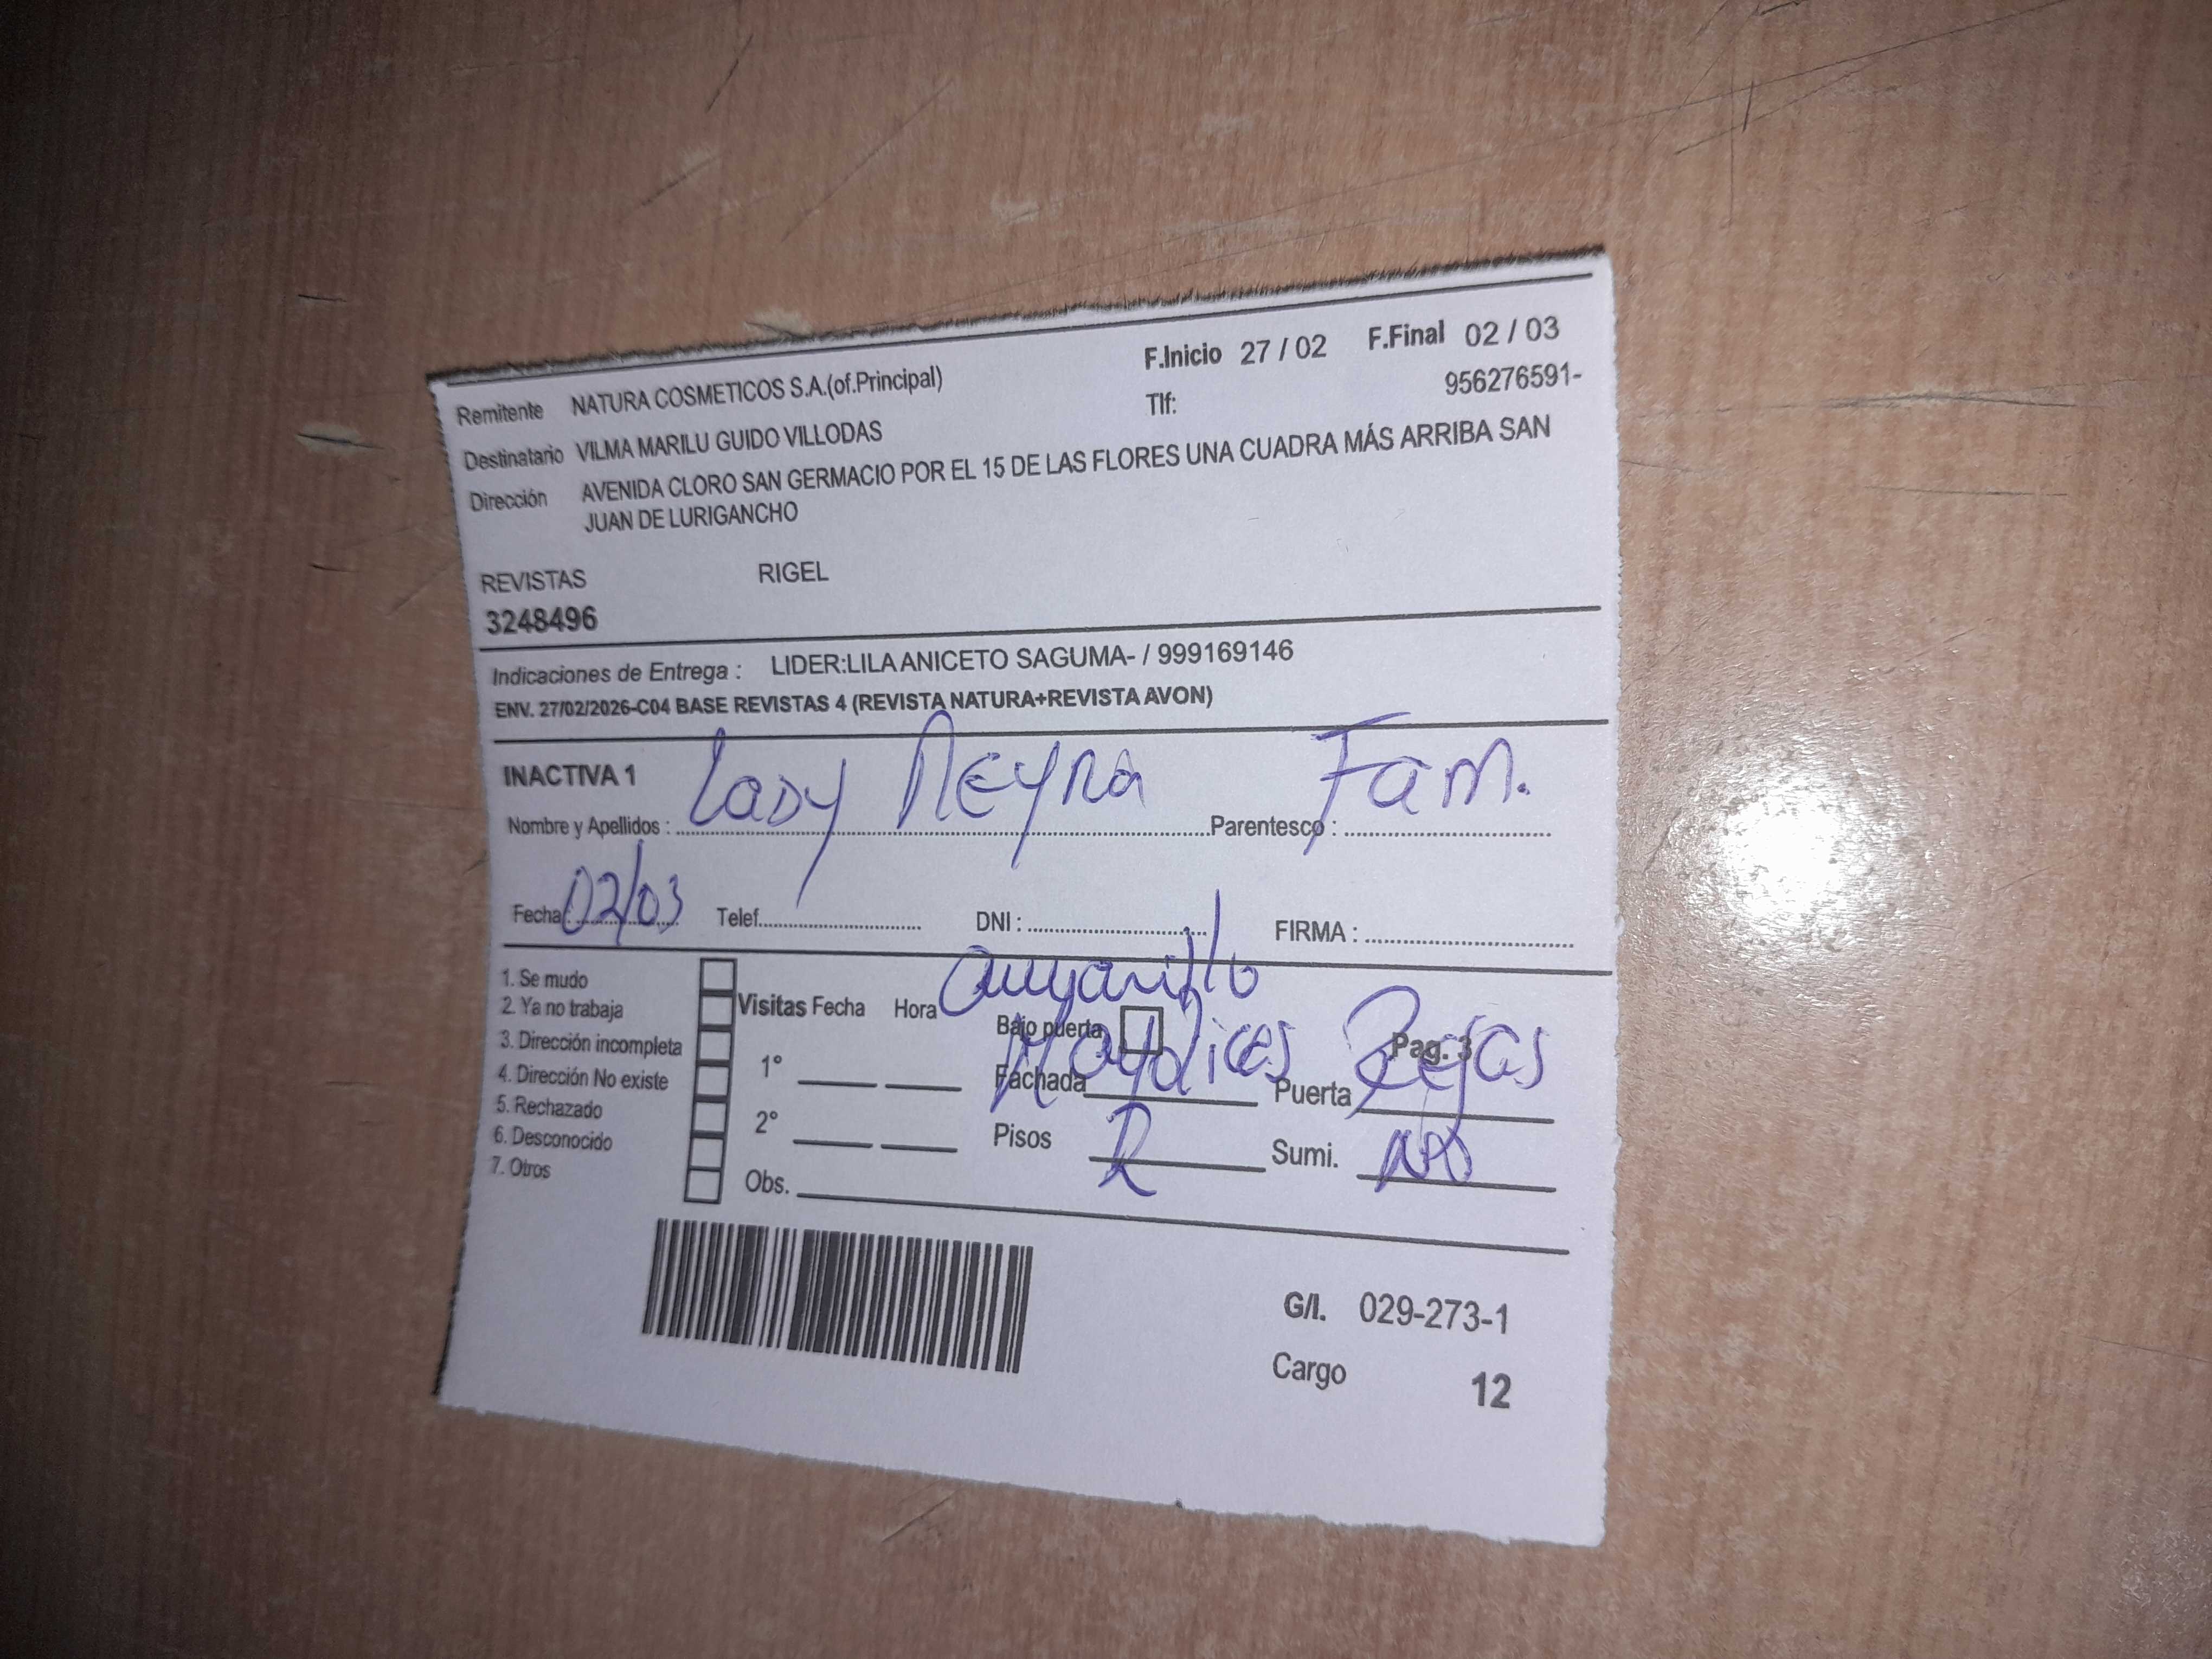 Remitente NATURA COSMETICOS S.A.(of.Principal) F.Inicio 27 / 02 F.Final 02 / 03
Destinatario VILMA MARILU GUIDO VILLODAS Tlf: 956276591-
Dirección AVENIDA CLORO SAN GERMACIO POR EL 15 DE LAS FLORES UNA CUADRA MÁS ARRIBA SAN
JUAN DE LURIGANCHO
REVISTAS RIGEL
3248496
Indicaciones de Entrega : LIDER:LILA ANICETO SAGUMA- / 999169146
ENV. 27/02/2026-C04 BASE REVISTAS 4 (REVISTA NATURA+REVISTA AVON)
INACTIVA 1
Nombre y Apellidos : Lady Neyra Parentesco : Fam.
Fecha : 02/03 Telef. DNI : FIRMA :
1. Se mudo
2. Ya no trabaja
3. Dirección incompleta
4. Dirección No existe
5. Rechazado
6. Desconocido
7. Otros
Visitas Fecha Hora
1°
2°
Obs.
amarillo
Bajo puerta Pag. 3
Fachada Mayolicas Puerta Rejas
Pisos 2 Sumi. NO
G/I. 029-273-1
Cargo 12